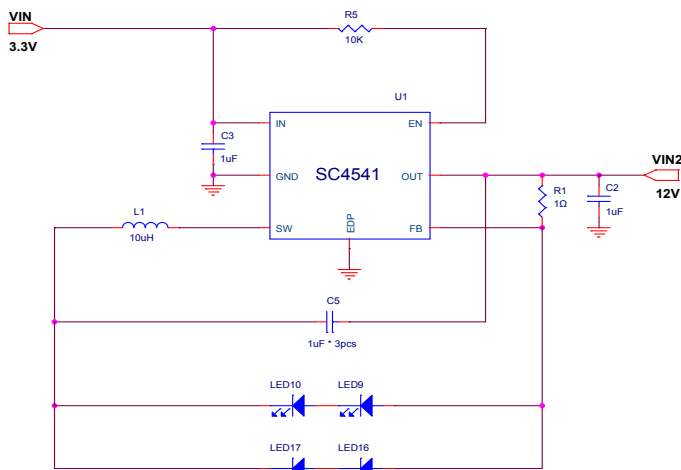 VIN
3.3V
R5
10K
U1
IN
EN
C3
1uF
GND
SC4541
OUT
VIN2
12V
R1
1Ω
C2
1uF
L1
10uH
SW
EDP
FB
C5
1uF * 3pcs
LED10
LED9
LED17
LED16